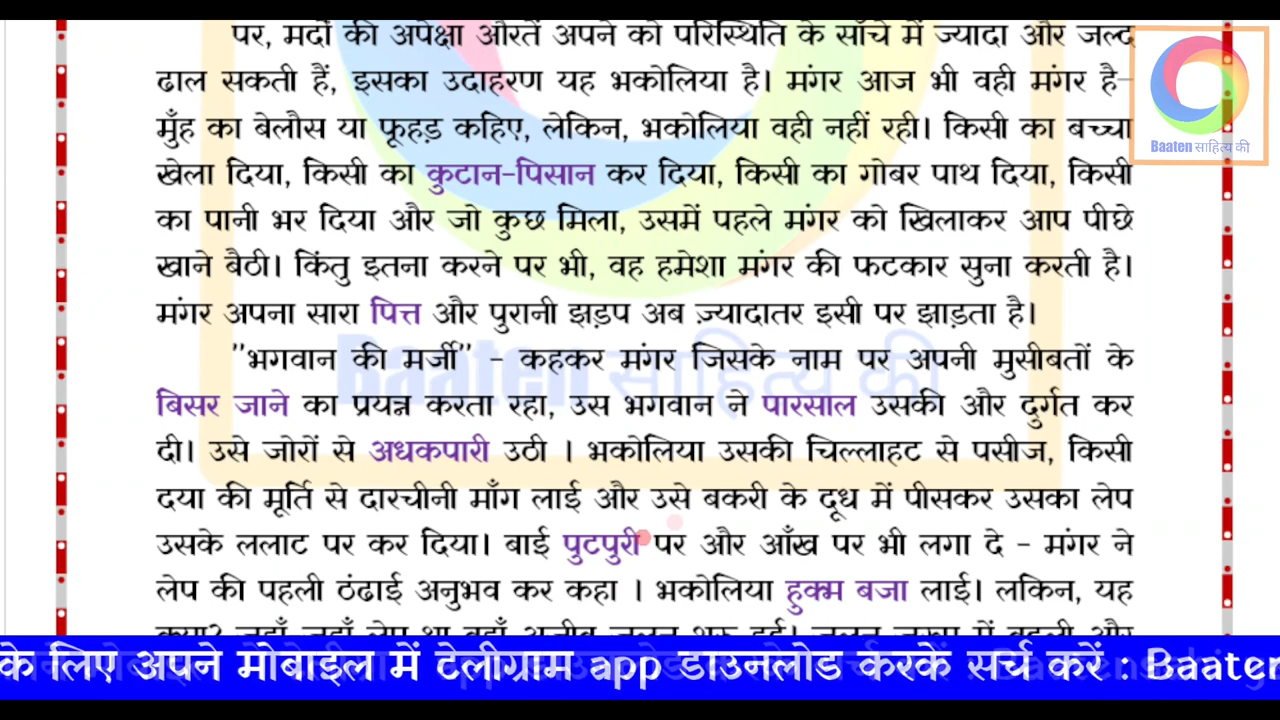 पर, मर्दों की अपेक्षा औरतें अपने को परिस्थिति के साँचे में ज्यादा और जल्द
ढाल सकती हैं, इसका उदाहरण यह भकोलिया है। मंगर आज भी वही मंगर है-
मुँह का बेलौस या फूहड़ कहिए, लेकिन, भकोलिया वही नहीं रही। किसी का बच्चा
खेला दिया, किसी का कुटान-पिसान कर दिया, किसी का गोबर पाथ दिया, किसी
का पानी भर दिया और जो कुछ मिला, उसमें पहले मंगर को खिलाकर आप पीछे
खाने बैठी। किंतु इतना करने पर भी, वह हमेशा मंगर की फटकार सुना करती है।
मंगर अपना सारा पित्त और पुरानी झड़प अब ज़्यादातर इसी पर झाड़ता है।
"भगवान की मर्जी" - कहकर मंगर जिसके नाम पर अपनी मुसीबतों के
बिसर जाने का प्रयत्न करता रहा, उस भगवान ने पारसाल उसकी और दुर्गत कर
दी। उसे जोरों से अधकपारी उठी । भकोलिया उसकी चिल्लाहट से पसीज, किसी
दया की मूर्ति से दारचीनी माँग लाई और उसे बकरी के दूध में पीसकर उसका लेप
उसके ललाट पर कर दिया। बाई पुटपुरी पर और आँख पर भी लगा दे - मंगर ने
लेप की पहली ठंढाई अनुभव कर कहा । भकोलिया हुक्म बजा लाई। लकिन, यह
Baaten साहित्य की
Baaten साहित्य की
के लिए अपने मोबाईल में टेलीग्राम app डाउनलोड करके सर्च करें : Baaten